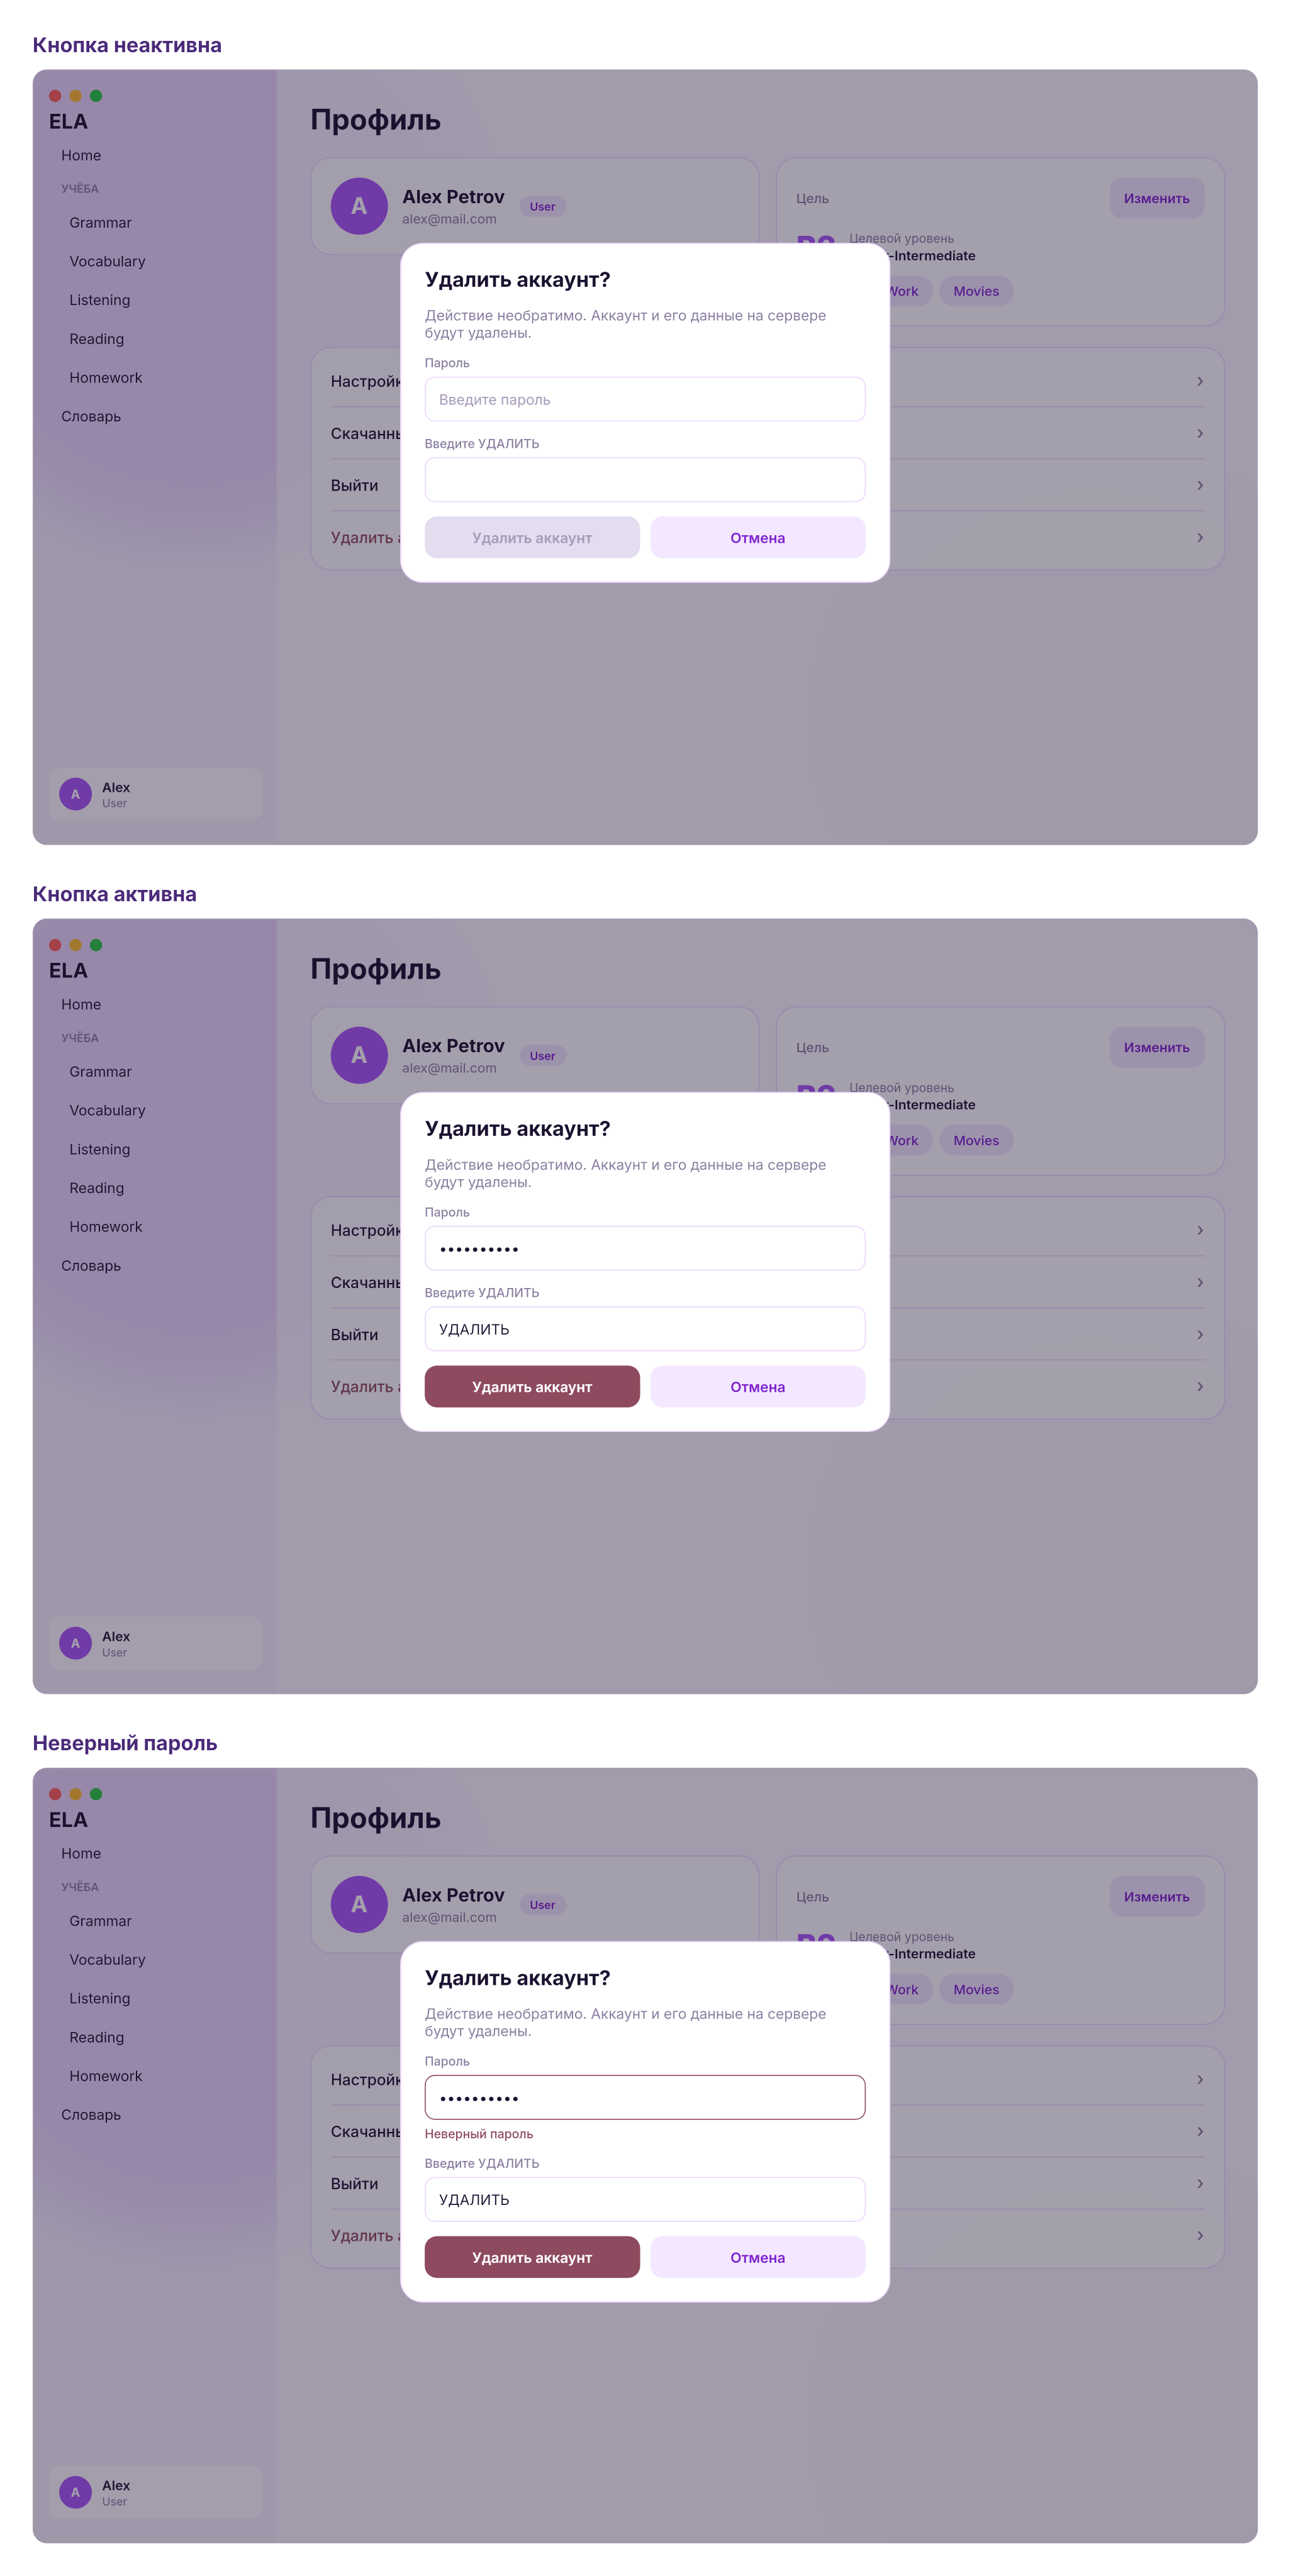 Кнопка неактивна
ELA
Home
УЧЁБА
Grammar
Vocabulary
Listening
Reading
Homework
Словарь
A
Alex
User
Профиль
A
Alex Petrov
alex@mail.com
User
Цель
Изменить
Целевой уровень
-Intermediate
Work
Movies
Выйти
Удалить аккаунт?
Действие необратимо. Аккаунт и его данные на сервере
будут удалены.
Пароль
Введите пароль
Введите УДАЛИТЬ
Удалить аккаунт
Отмена
Кнопка активна
ELA
Home
УЧЁБА
Grammar
Vocabulary
Listening
Reading
Homework
Словарь
A
Alex
User
Профиль
A
Alex Petrov
alex@mail.com
User
Цель
Изменить
Целевой уровень
-Intermediate
Work
Movies
Выйти
Удалить аккаунт?
Действие необратимо. Аккаунт и его данные на сервере
будут удалены.
Пароль
••••••••••
Введите УДАЛИТЬ
УДАЛИТЬ
Удалить аккаунт
Отмена
Неверный пароль
ELA
Home
УЧЁБА
Grammar
Vocabulary
Listening
Reading
Homework
Словарь
A
Alex
User
Профиль
A
Alex Petrov
alex@mail.com
User
Цель
Изменить
Целевой уровень
-Intermediate
Work
Movies
Выйти
Удалить аккаунт?
Действие необратимо. Аккаунт и его данные на сервере
будут удалены.
Пароль
••••••••••
Неверный пароль
Введите УДАЛИТЬ
УДАЛИТЬ
Удалить аккаунт
Отмена